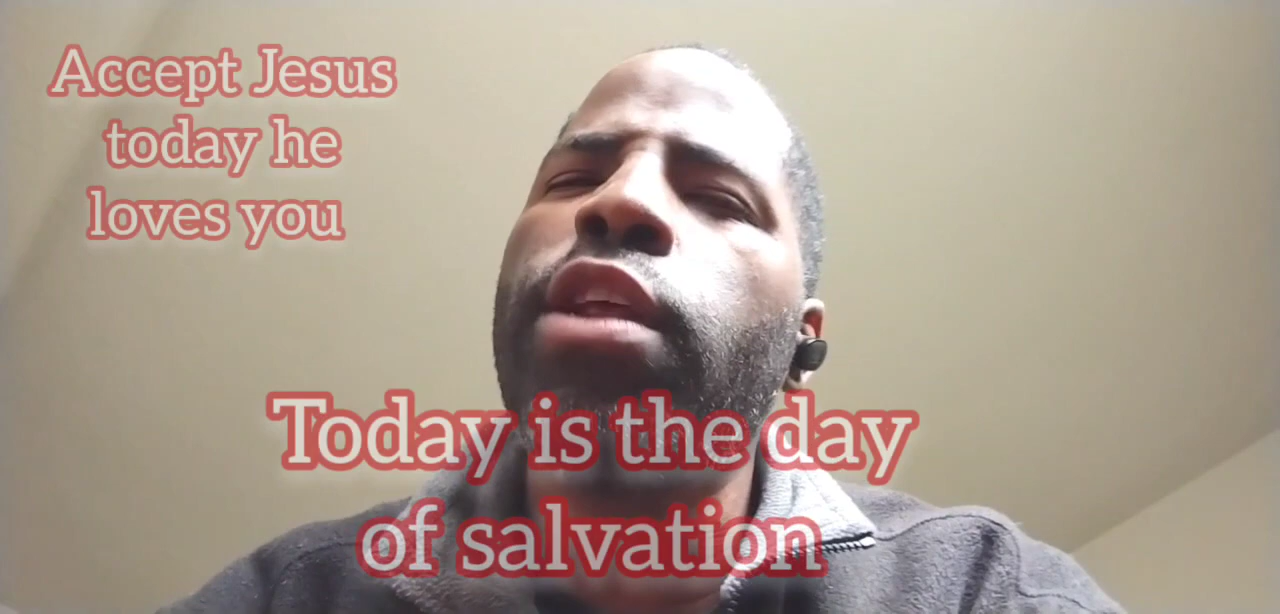 Accept Jesus
today he
loves you
Today is the day
of salvation